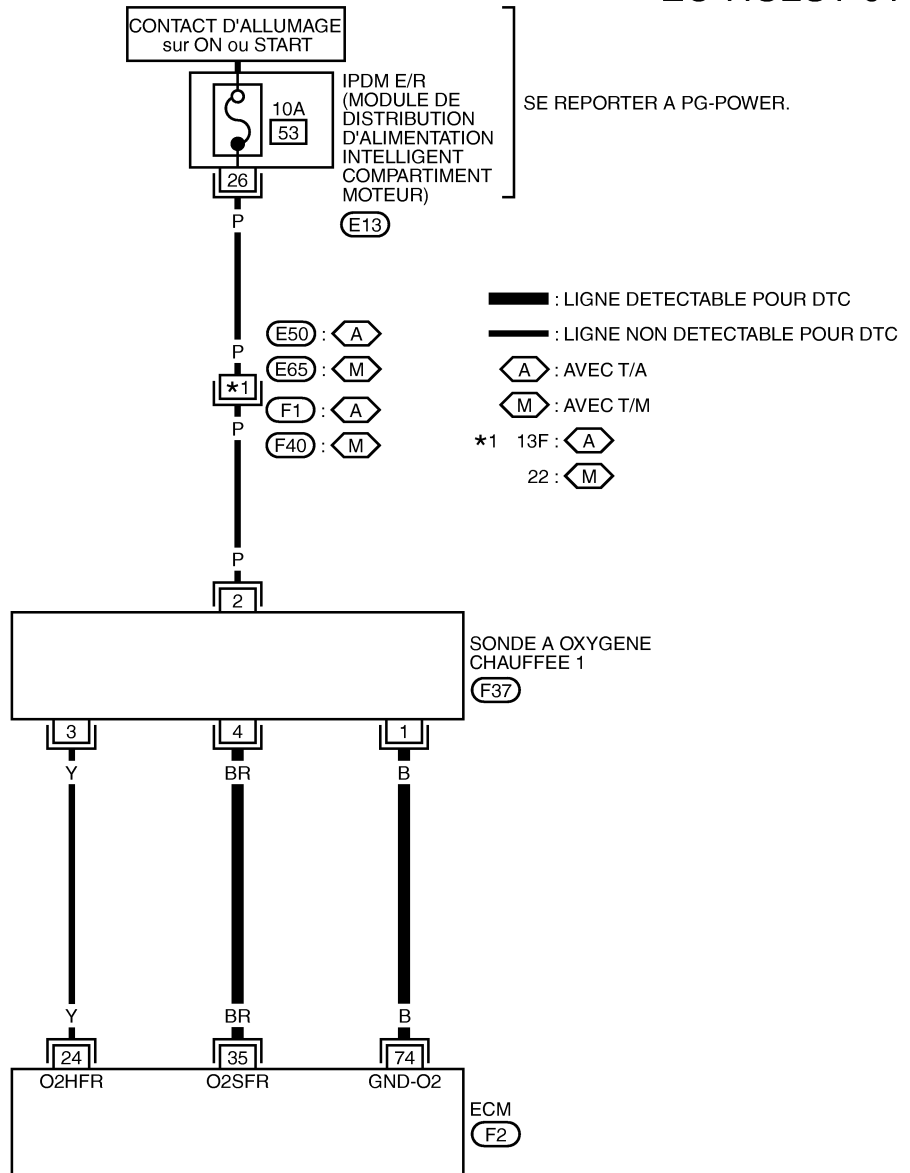 CONTACT D'ALLUMAGE
sur ON ou START
10A
53
IPDM E/R
(MODULE DE
DISTRIBUTION
D'ALIMENTATION
INTELLIGENT
COMPARTIMENT
MOTEUR)
E13
SE REPORTER A PG-POWER.
26
P
P
*1
P
E50 : A
E65 : M
F1 : A
F40 : M
: LIGNE DETECTABLE POUR DTC
: LIGNE NON DETECTABLE POUR DTC
A : AVEC T/A
M : AVEC T/M
*1 13F : A
22 : M
P
2
SONDE A OXYGENE
CHAUFFEE 1
F37
3 4 1
Y BR B
Y BR B
24 35 74
O2HFR O2SFR GND-O2
ECM
F2